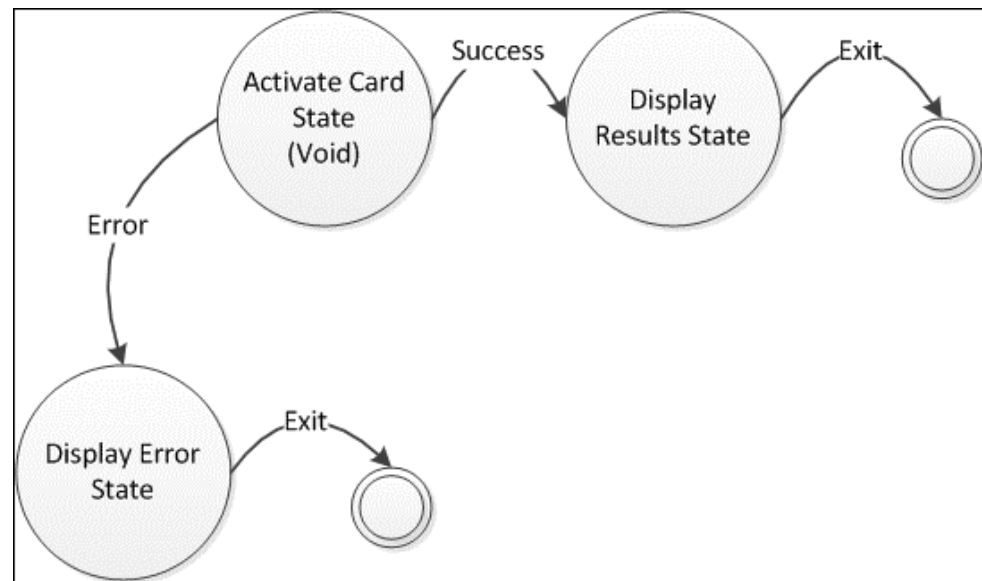 Activate Card
State
(Void)
Success
Display
Results State
Exit
Error
Display Error
State
Exit